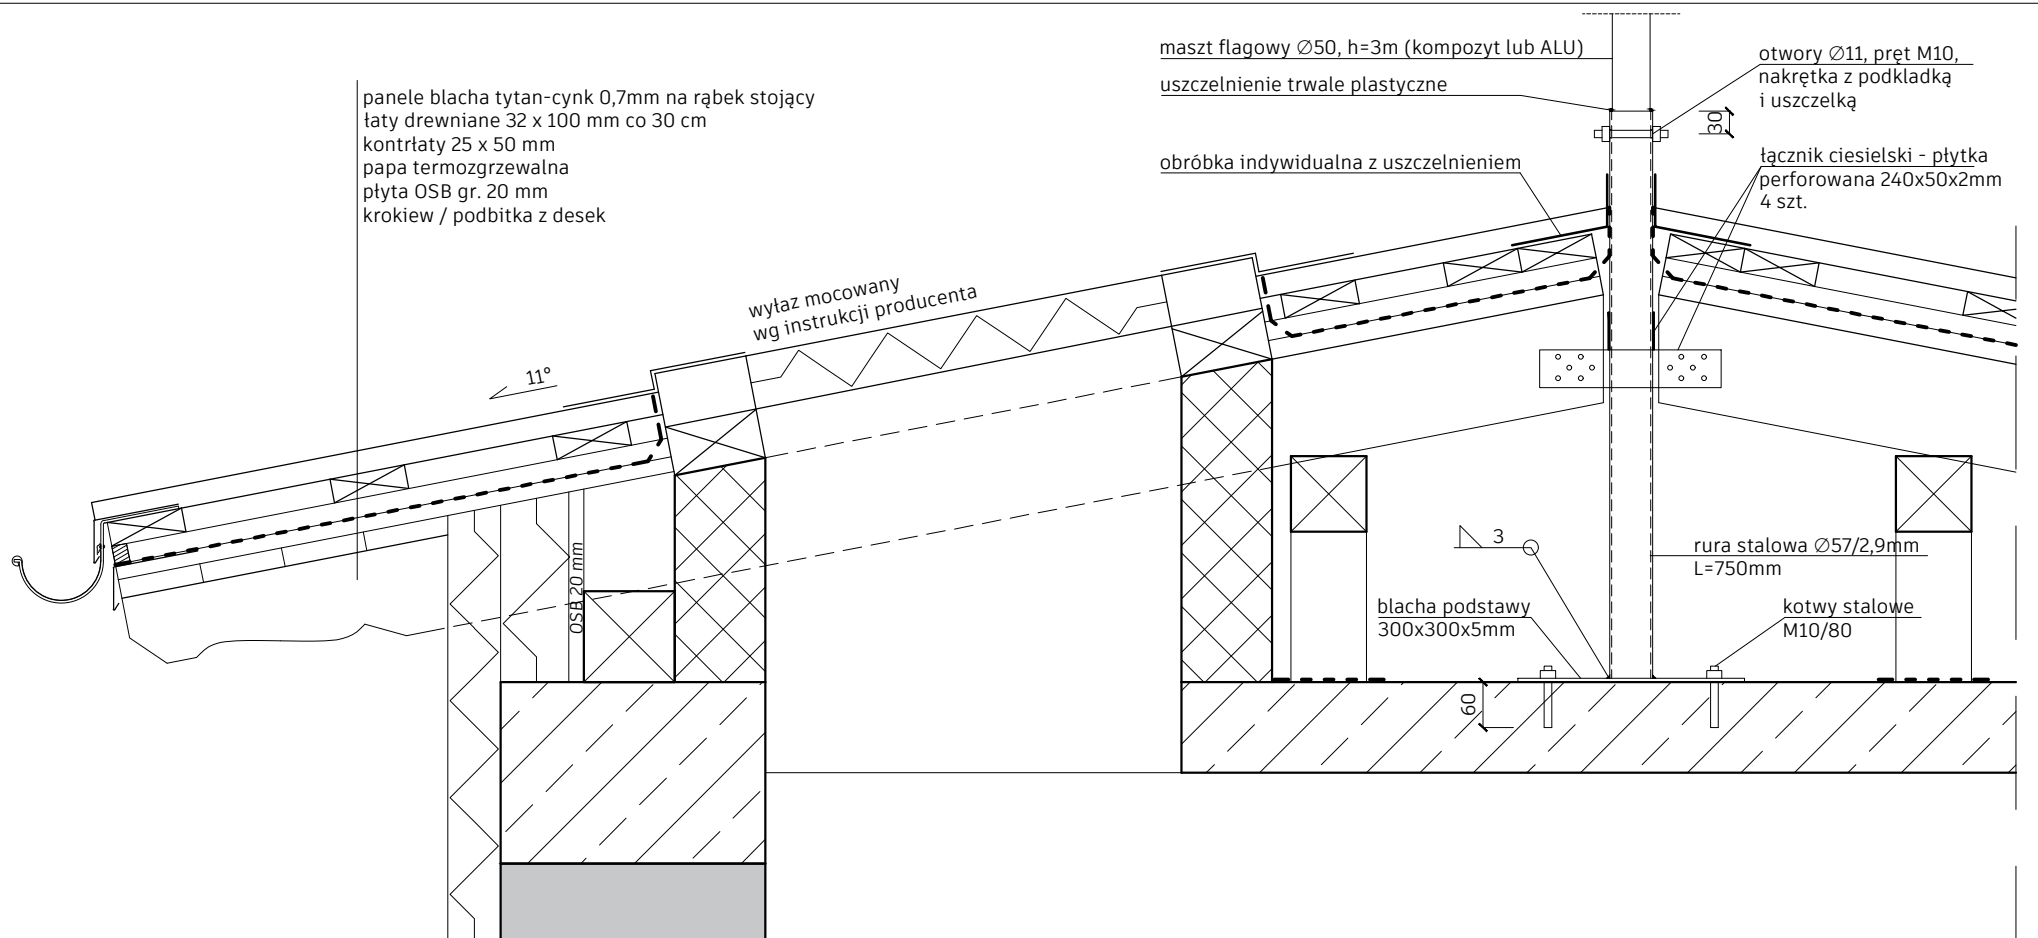 panele blacha tytan-cynk 0,7mm na rąbek stojący
łaty drewniane 32 x 100 mm co 30 cm
kontrłaty 25 x 50 mm
papa termozgrzewalna
płyta OSB gr. 20 mm
krokiew / podbitka z desek
11°
wyłaz mocowany
wg instrukcji producenta
OSB 20 mm
maszt flagowy ∅50, h=3m (kompozyt lub ALU)
uszczelnienie trwale plastyczne
obróbka indywidualna z uszczelnieniem
otwory ∅11, pręt M10,
nakrętka z podkladką
i uszczelką
30
łącznik ciesielski - płytka
perforowana 240x50x2mm
4 szt.
3
rura stalowa ∅57/2,9mm
L=750mm
blacha podstawy
300x300x5mm
kotwy stalowe
M10/80
60